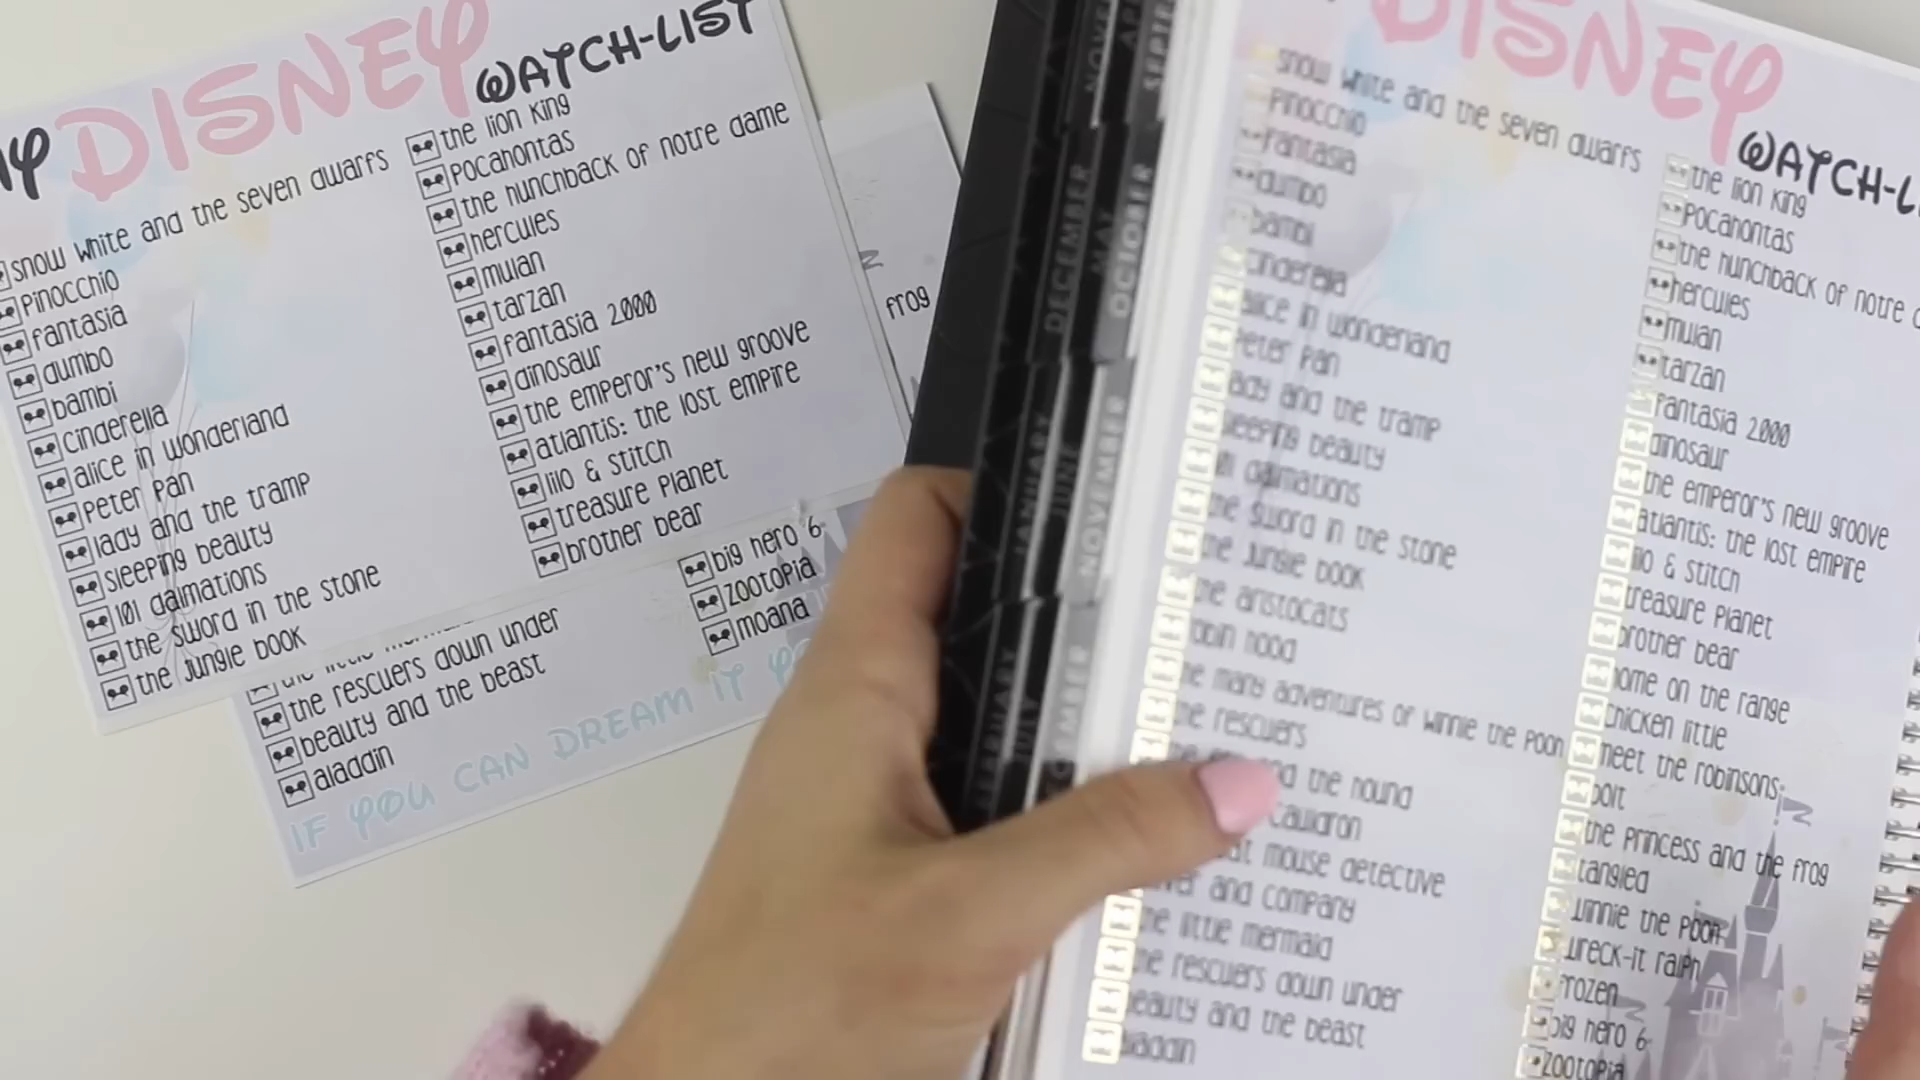 MY DISNEY WATCH-LIST
snow white and the seven dwarfs
Pinocchio
fantasia
dumbo
bambi
cinderella
alice in wonderland
Peter Pan
lady and the tramp
sleeping beauty
101 dalmations
the sword in the stone
the jungle book
the lion king
Pocahontas
the hunchback of notre dame
hercules
mulan
tarzan
fantasia 2000
dinosaur
the emperor's new groove
atlantis: the lost empire
lilo & stitch
treasure planet
brother bear
frog
the rescuers down under
beauty and the beast
aladdin
big hero 6
zootopia
moana
IF YOU CAN DREAM IT
DECEMBER
MAY
OCTOBER
JANUARY
JUNE
NOVEMBER
FEBRUARY
JULY
DISNEY
WATCH-L
snow white and the seven dwarfs
Pinocchio
fantasia
dumbo
bambi
cinderella
alice in wonderland
Peter Pan
lady and the tramp
sleeping beauty
101 dalmations
the sword in the stone
the jungle book
the aristocats
robin hood
the many adventures of winnie the Pooh
the rescuers
the hound
cauldron
mouse detective
and company
the little mermaid
the rescuers down under
beauty and the beast
aladdin
the lion king
Pocahontas
the hunchback of notre
hercules
mulan
tarzan
fantasia 2000
dinosaur
the emperor's new groove
atlantis: the lost empire
lilo & stitch
treasure planet
brother bear
home on the range
chicken little
meet the robinsons
bolt
the princess and the frog
tangled
winnie the Pooh
wreck-it ralph
frozen
big hero 6
zootopia